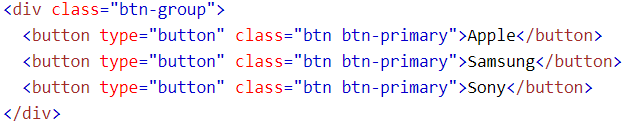 <div class="btn-group">
  <button type="button" class="btn btn-primary">Apple</button>
  <button type="button" class="btn btn-primary">Samsung</button>
  <button type="button" class="btn btn-primary">Sony</button>
</div>